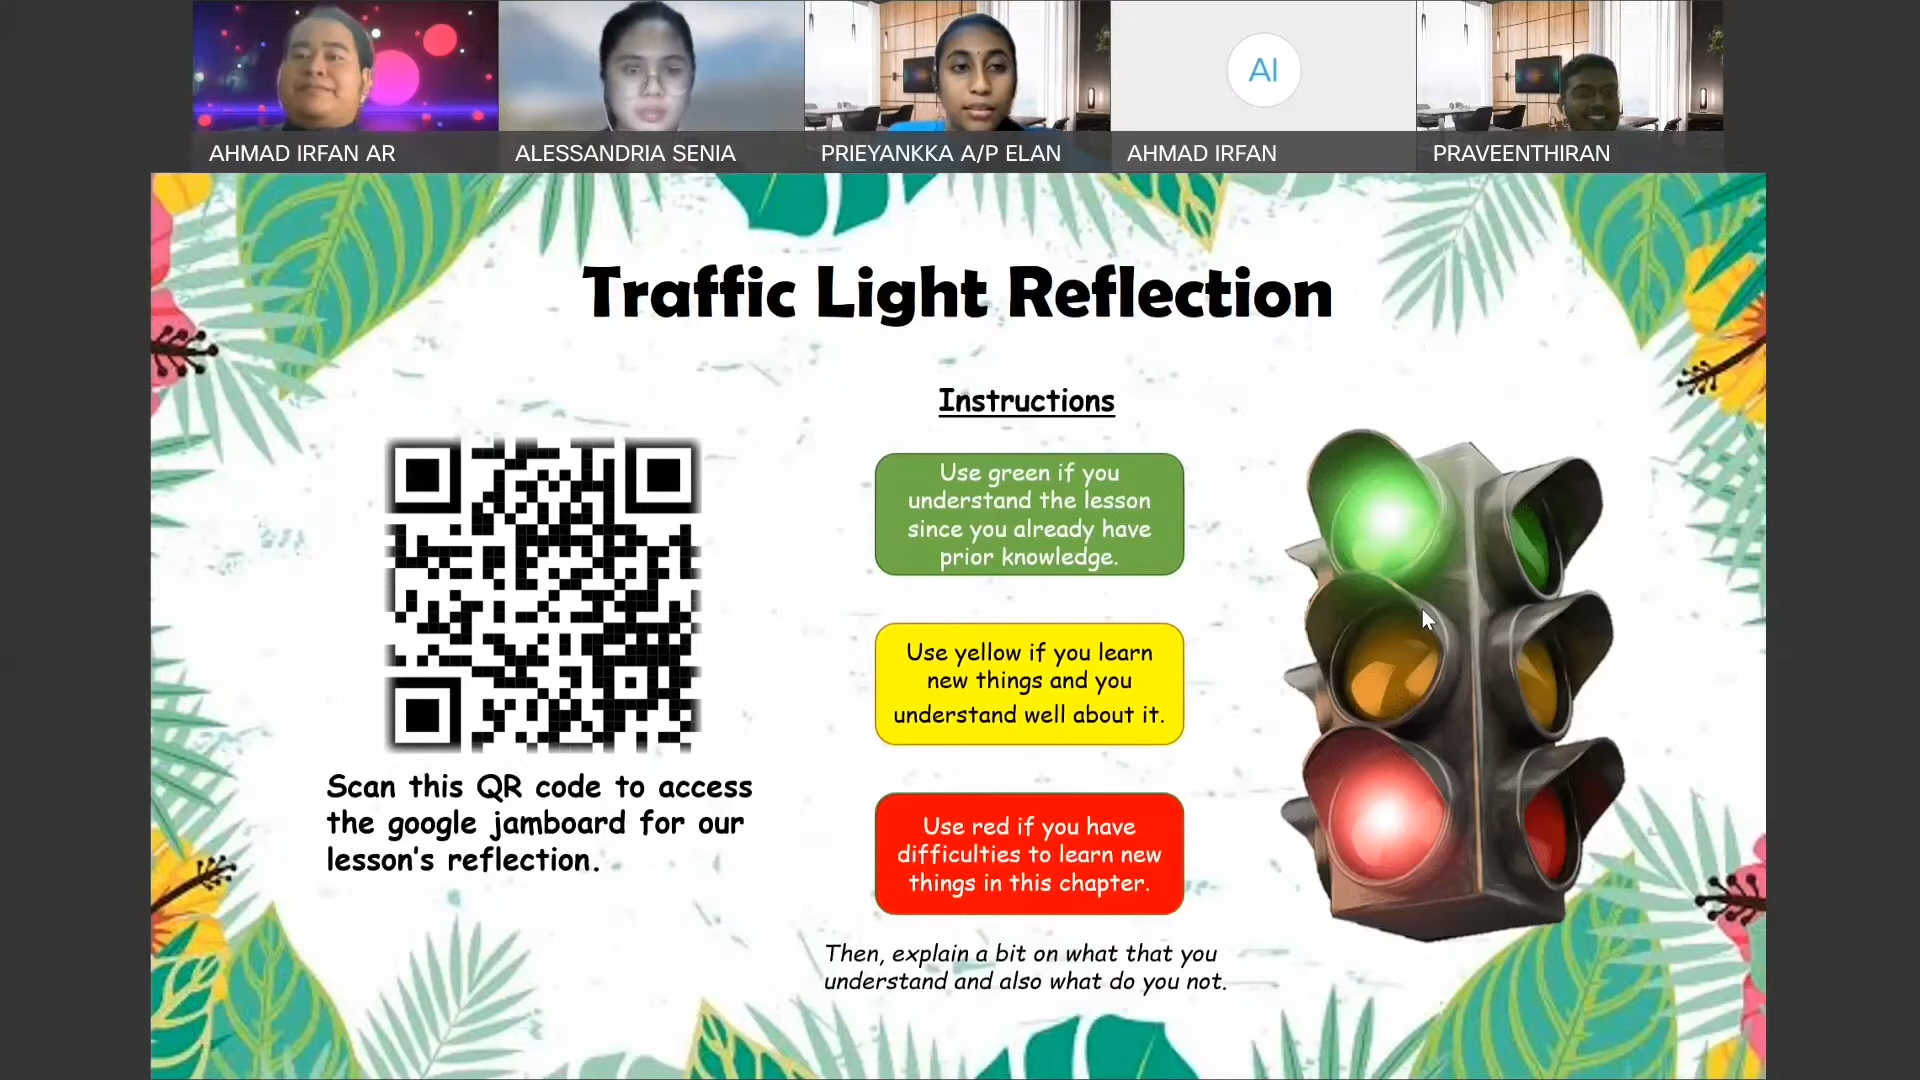 AHMAD IRFAN AR
ALESSANDRIA SENIA
PRIEYANKKA A/P ELAN
AI
AHMAD IRFAN
PRAVEENTHIRAN
Traffic Light Reflection
Instructions
Use green if you
understand the lesson
since you already have
prior knowledge.
Use yellow if you learn
new things and you
understand well about it.
Use red if you have
difficulties to learn new
things in this chapter.
Scan this QR code to access
the google jamboard for our
lesson's reflection.
Then, explain a bit on what that you
understand and also what do you not.